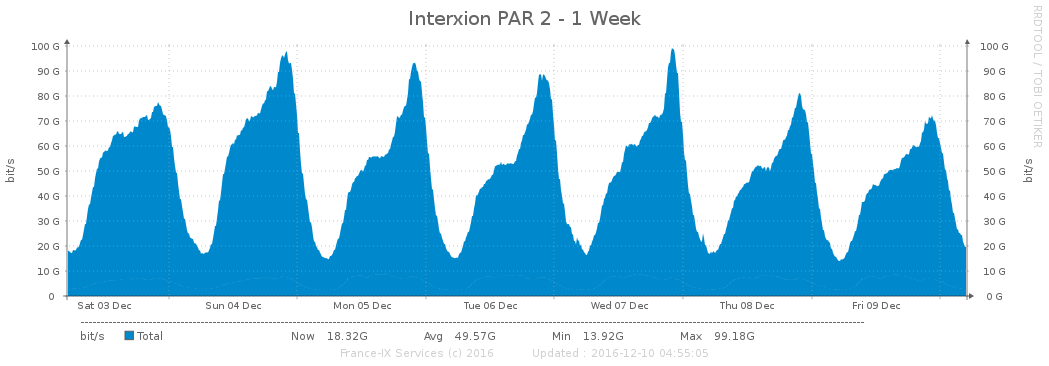 Interxion PAR 2 - 1 Week
RRDTOOL / TOBI OETIKER
bit/s
100 G 100 G
90 G 90 G
80 G 80 G
70 G 70 G
60 G 60 G
50 G 50 G
40 G 40 G
30 G 30 G
20 G 20 G
10 G 10 G
0 0 G
bit/s
Sat 03 Dec Sun 04 Dec Mon 05 Dec Tue 06 Dec Wed 07 Dec Thu 08 Dec Fri 09 Dec
bit/s Total Now 18.32G Avg 49.57G Min 13.92G Max 99.18G
France-IX Services (c) 2016 Updated : 2016-12-10 04:55:05